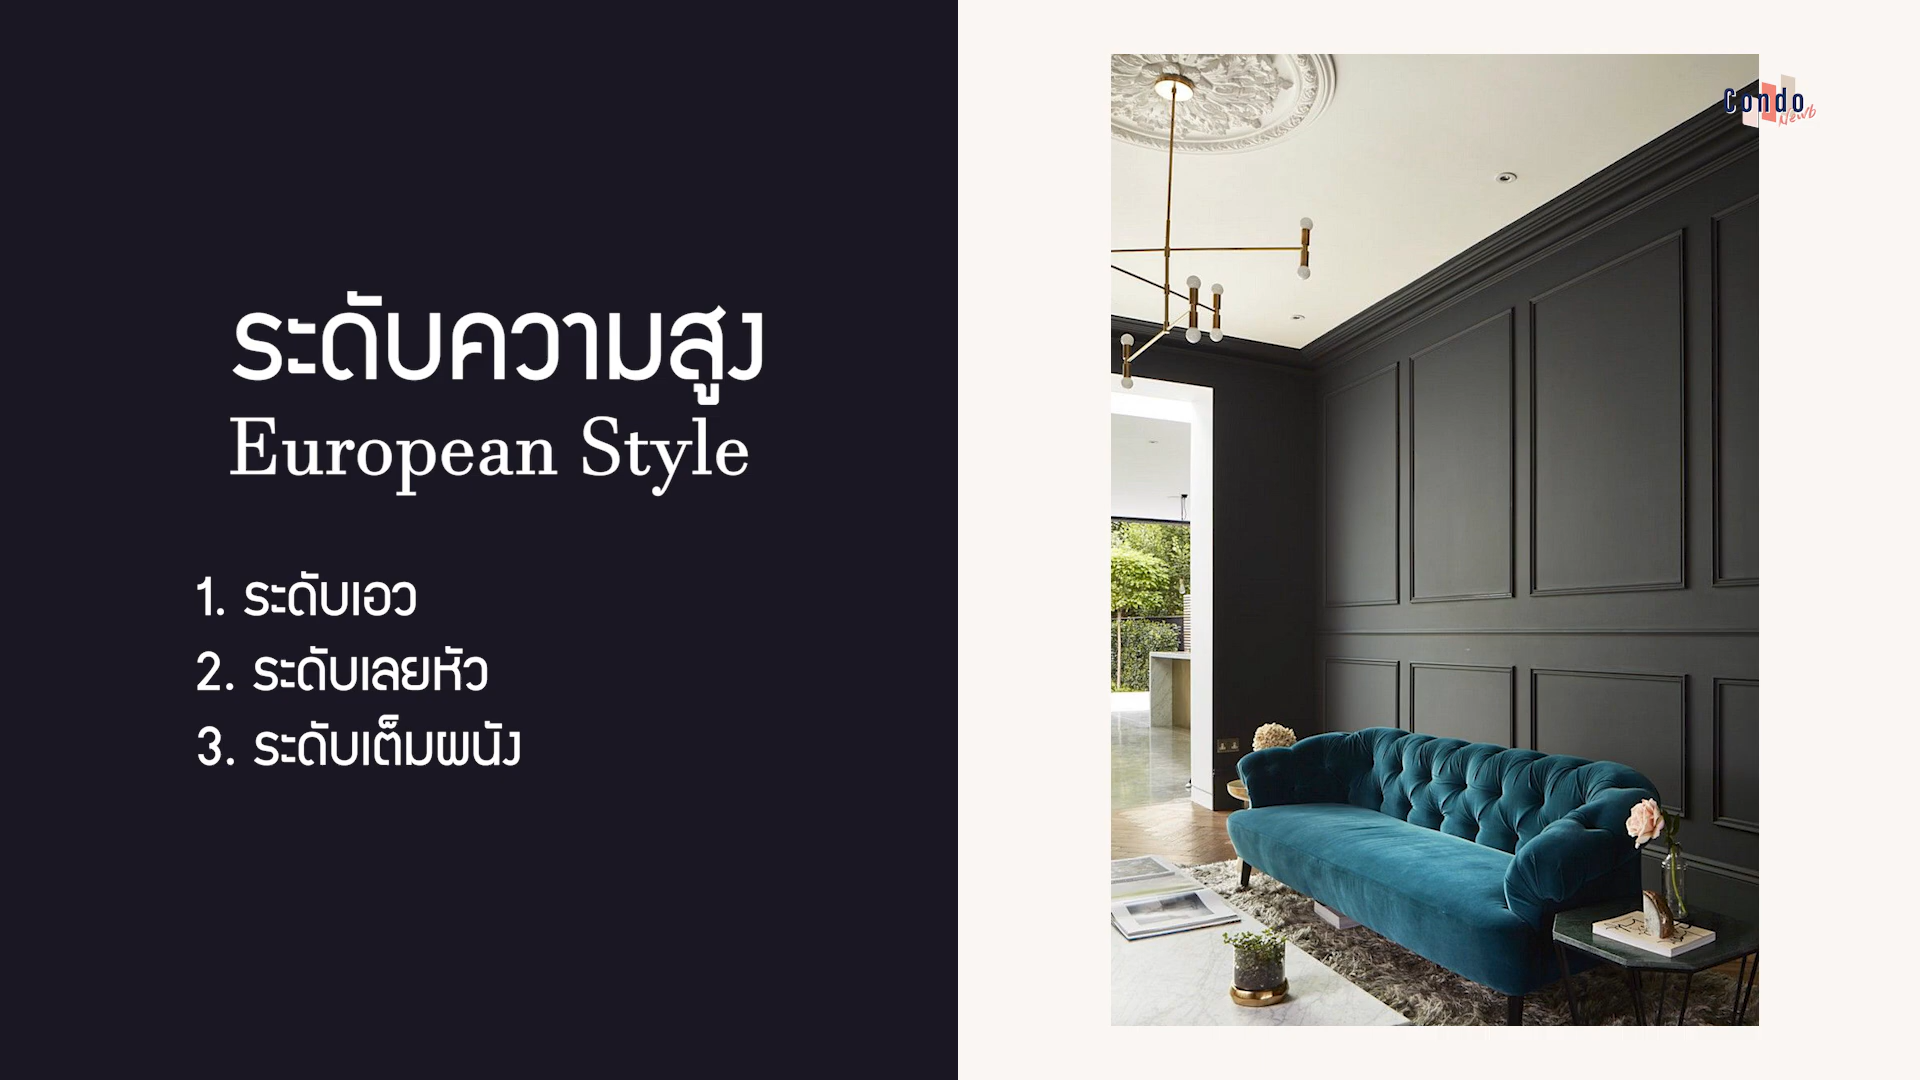 ระดับความสูง
European Style
1. ระดับเอว
2. ระดับเลยหัว
3. ระดับเต็มผนัง
Condo
Newb